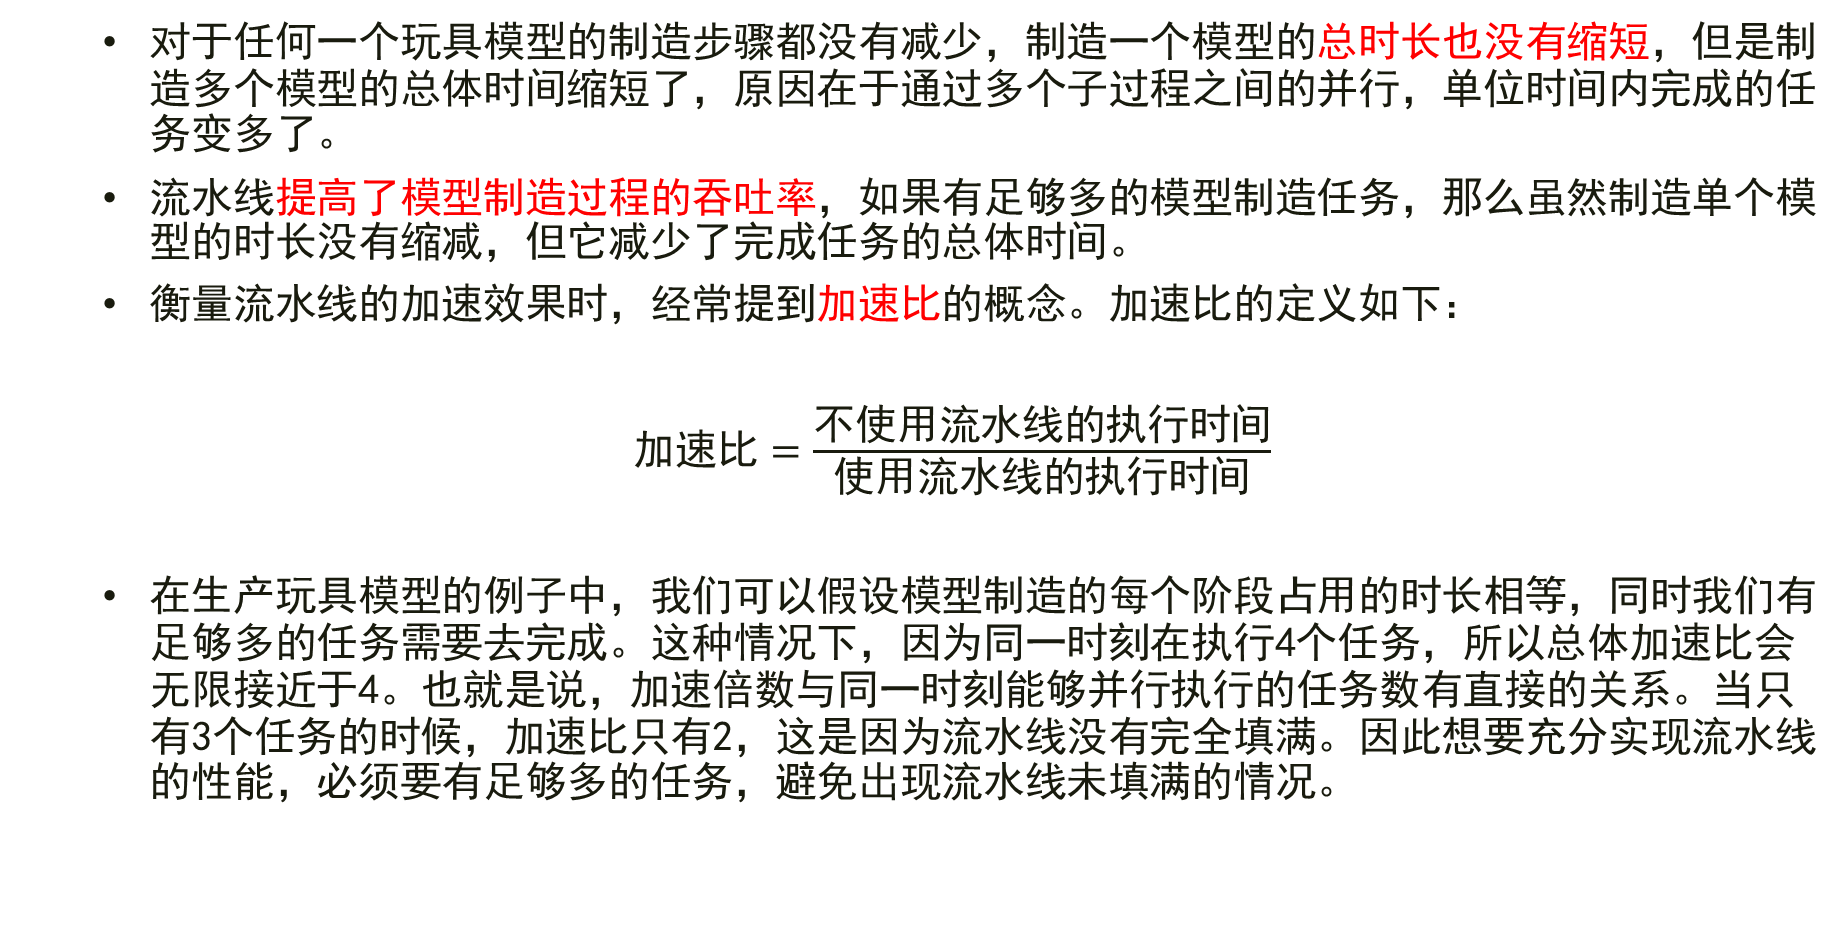 • 对于任何一个玩具模型的制造步骤都没有减少，制造一个模型的总时长也没有缩短，但是制
造多个模型的总体时间缩短了，原因在于通过多个子过程之间的并行，单位时间内完成的任
务变多了。
• 流水线提高了模型制造过程的吞吐率，如果有足够多的模型制造任务，那么虽然制造单个模
型的时长没有缩减，但它减少了完成任务的总体时间。
• 衡量流水线的加速效果时，经常提到加速比的概念。加速比的定义如下：
不使用流水线的执行时间
加速比 =
使用流水线的执行时间
• 在生产玩具模型的例子中，我们可以假设模型制造的每个阶段占用的时长相等，同时我们有
足够多的任务需要去完成。这种情况下，因为同一时刻在执行4个任务，所以总体加速比会
无限接近于4。也就是说，加速倍数与同一时刻能够并行执行的任务数有直接的关系。当只
有3个任务的时候，加速比只有2，这是因为流水线没有完全填满。因此想要充分实现流水线
的性能，必须要有足够多的任务，避免出现流水线未填满的情况。